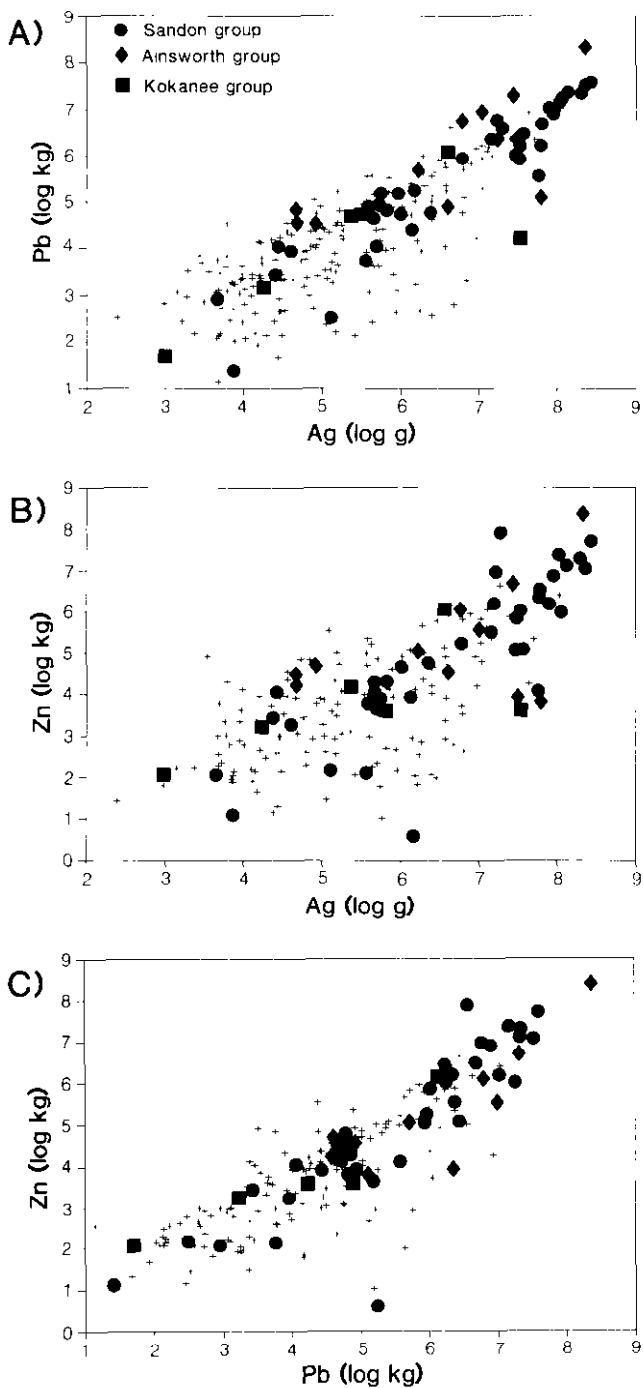 A)
Sandon group
Ainsworth group
Kokanee group
9
8
7
6
5
4
3
2
1
Pb (log kg)
2 3 4 5 6 7 8 9
Ag (log g)
B)
9
8
7
6
5
4
3
2
1
0
Zn (log kg)
2 3 4 5 6 7 8 9
Ag (log g)
C)
9
8
7
6
5
4
3
2
1
0
Zn (log kg)
1 2 3 4 5 6 7 8 9
Pb (log kg)